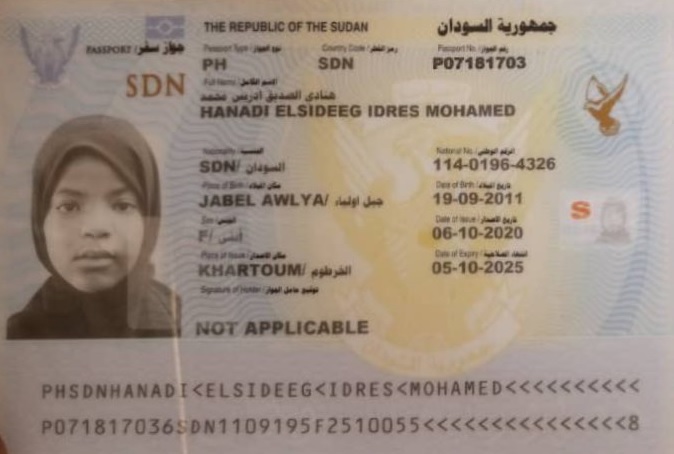 THE REPUBLIC OF THE SUDAN جمهورية السودان
PASSPORT / جواز سفر
Passport Type / نوع الجواز Country Code / رمز القطر Passport No. / رقم الجواز
PH SDN P07181703
SDN
Full Name / الاسم الكامل
هنادى الصديق ادريس محمد
HANADI ELSIDEEG IDRES MOHAMED
Nationality / الجنسية National No. / الرقم الوطني
SDN/ السودان 114-0196-4326
Place of Birth / مكان الميلاد Date of Birth / تاريخ الميلاد
JABEL AWLYA/ جبل اولياء 19-09-2011
Sex / الجنس Date of Issue / تاريخ الاصدار
F/ أنثى 06-10-2020
Place of Issue / مكان الاصدار Date of Expiry / انتهاء الصلاحية
KHARTOUM/ الخرطوم 05-10-2025
Signature of Holder / توقيع حامل الجواز
NOT APPLICABLE
S
جمهورية السودان
PHSDNHANADI<ELSIDEEG<IDRES<MOHAMED<<<<<<<<<<
P071817036SDN1109195F2510055<<<<<<<<<<<<<<<8